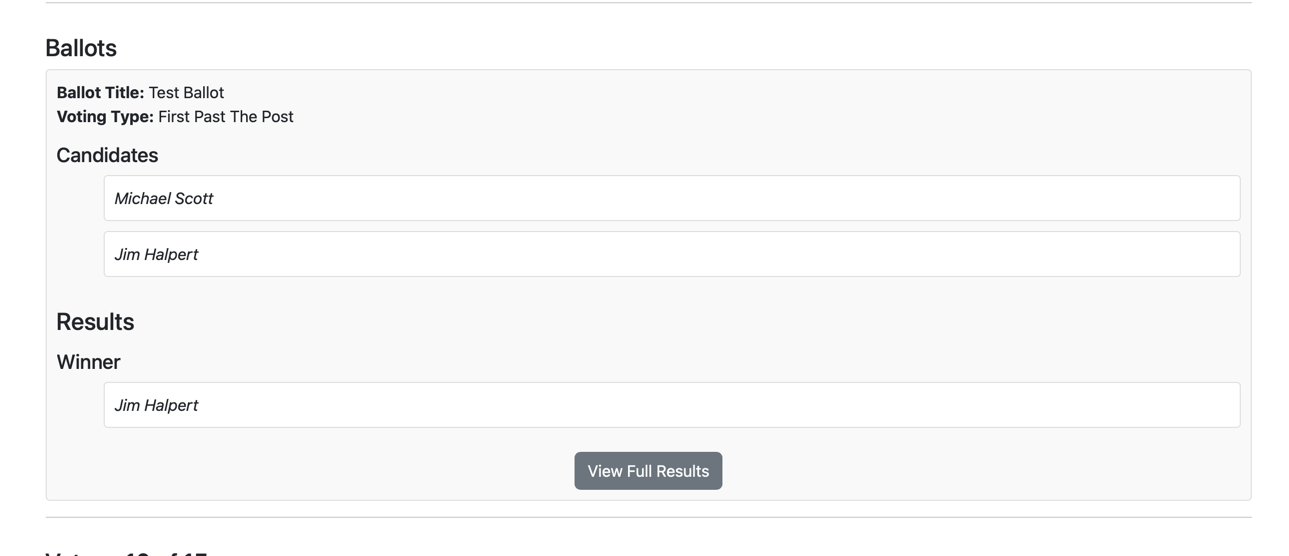 Ballots
Ballot Title: Test Ballot
Voting Type: First Past The Post
Candidates
Michael Scott
Jim Halpert
Results
Winner
Jim Halpert
View Full Results